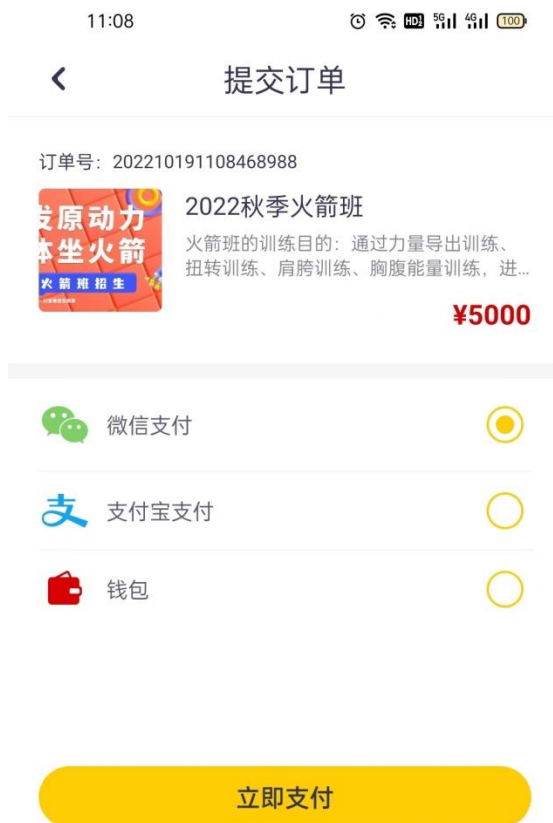 11:08
HD 5G 4G 100
提交订单
订单号：202210191108468988
发原动力
体坐火箭
火箭班招生
2022秋季火箭班
火箭班的训练目的：通过力量导出训练、
扭转训练、肩胯训练、胸腹能量训练，进...
¥5000
微信支付
支付宝支付
钱包
立即支付